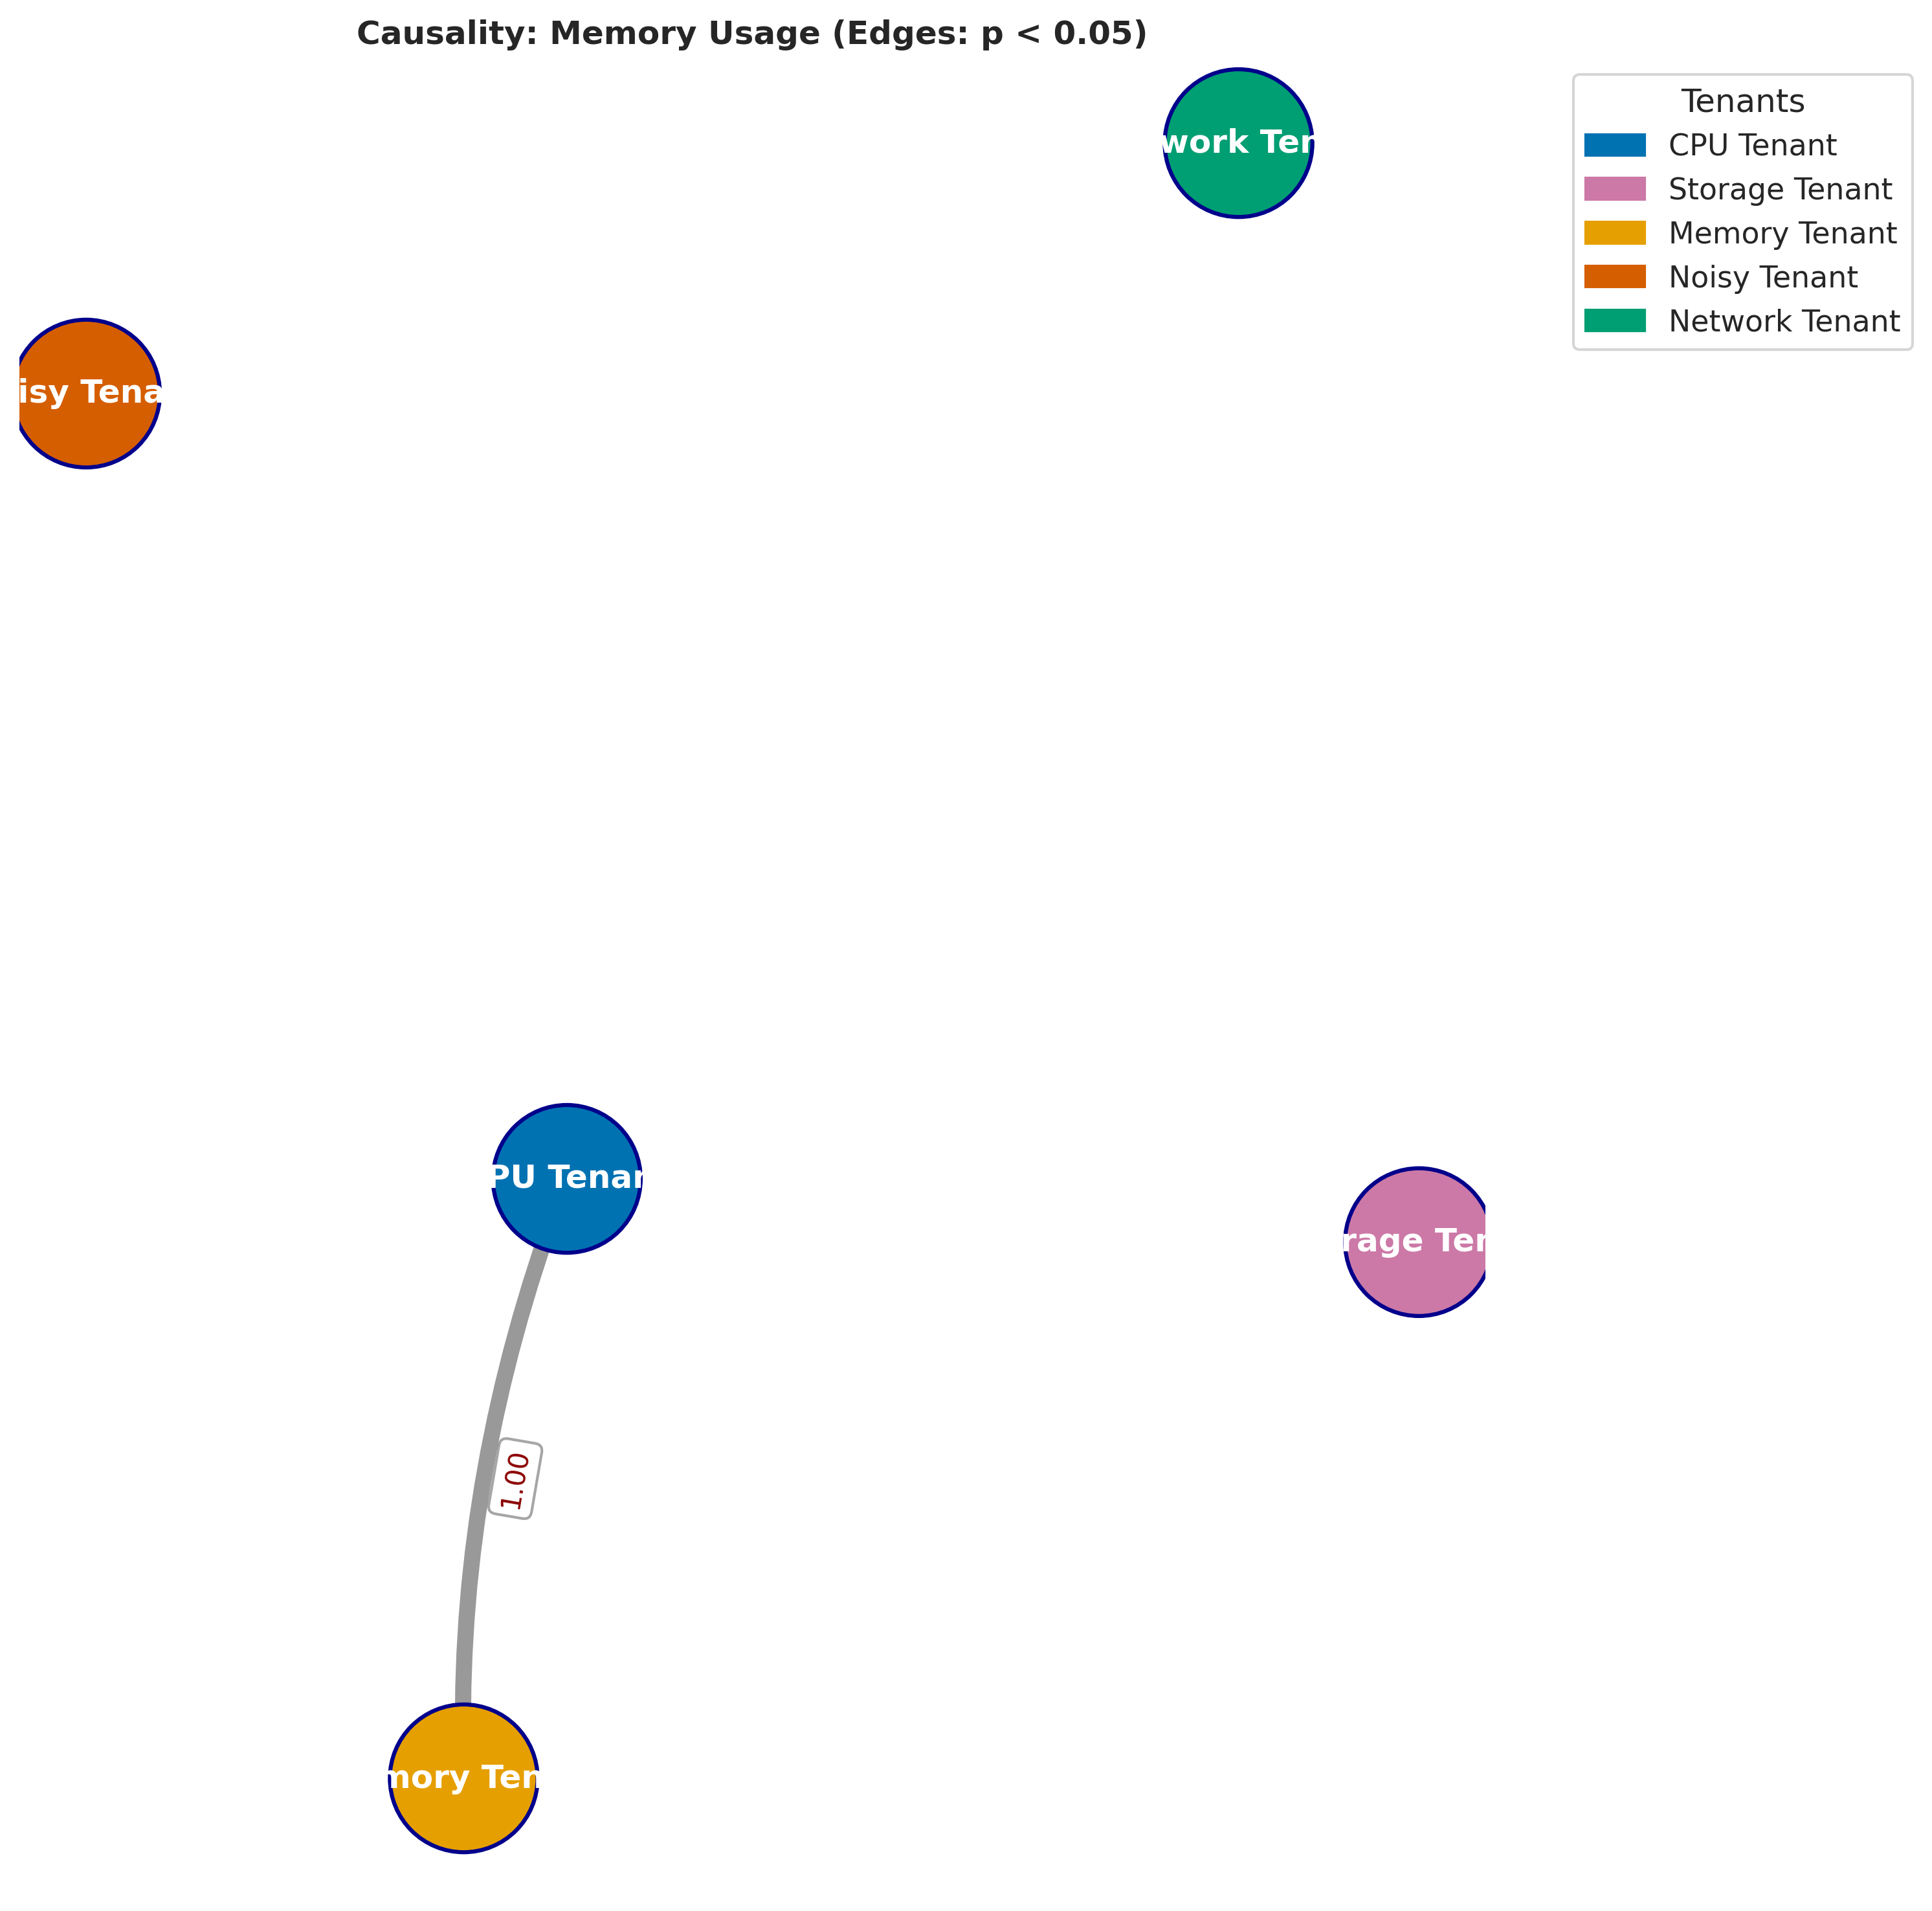 Causality: Memory Usage (Edges: p < 0.05)
Tenants
CPU Tenant
Storage Tenant
Memory Tenant
Noisy Tenant
Network Tenant
work Ten
isy Tena
PU Tenan
rage Ten
1.00
mory Ten